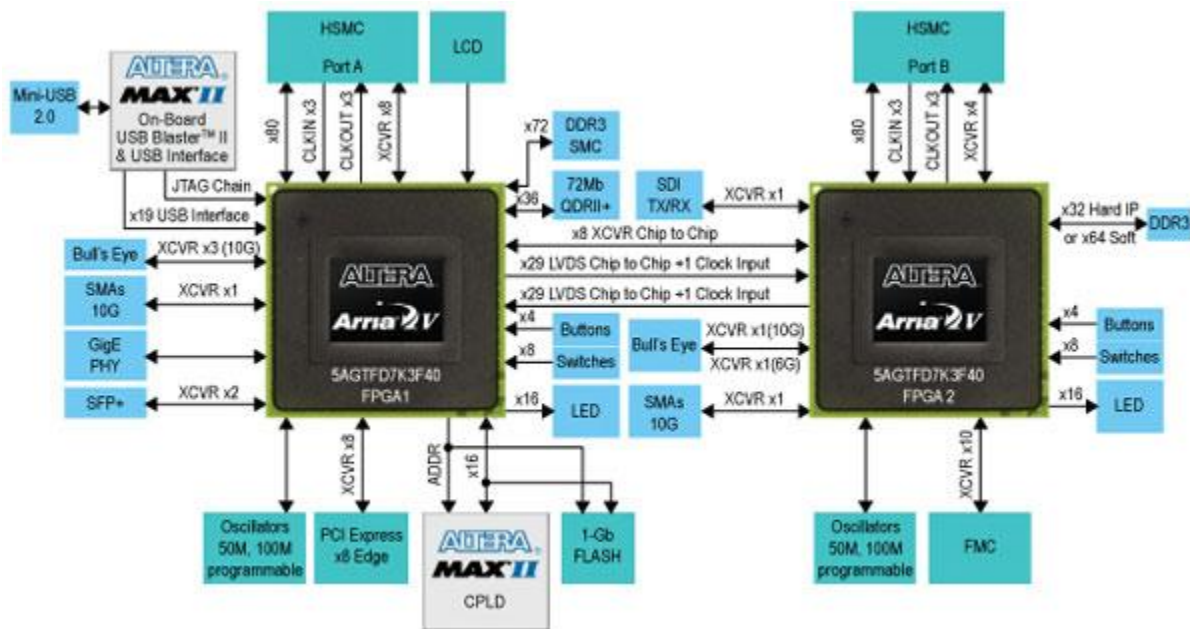 HSMC
Port A
LCD
HSMC
Port B
ALTERA®
MAX® II
On-Board
USB Blaster™ II
& USB Interface
Mini-USB
2.0
x80
CLKIN x3
CLKOUT x3
XCVR x8
x72
DDR3
SMC
x80
CLKIN x3
CLKOUT x3
XCVR x4
JTAG Chain
x19 USB Interface
x36
72Mb
QDRII+
SDI
TX/RX
XCVR x1
x32 Hard IP
or x64 Soft
DDR3
Bull's Eye
XCVR x3 (10G)
x8 XCVR Chip to Chip
x29 LVDS Chip to Chip +1 Clock Input
x29 LVDS Chip to Chip +1 Clock Input
SMAs
10G
XCVR x1
GigE
PHY
SFP+
XCVR x2
ALTERA
Arria V
5AGTFD7K3F40
FPGA1
x4
Buttons
x8
Switches
x16
LED
Bull's Eye
XCVR x1(10G)
XCVR x1(6G)
SMAs
10G
XCVR x1
ALTERA
Arria V
5AGTFD7K3F40
FPGA 2
x4
Buttons
x8
Switches
x16
LED
XCVR x8
ADDR
x16
XCVR x10
Oscillators
50M, 100M
programmable
PCI Express
x8 Edge
ALTERA®
MAX® II
CPLD
1-Gb
FLASH
Oscillators
50M, 100M
programmable
FMC